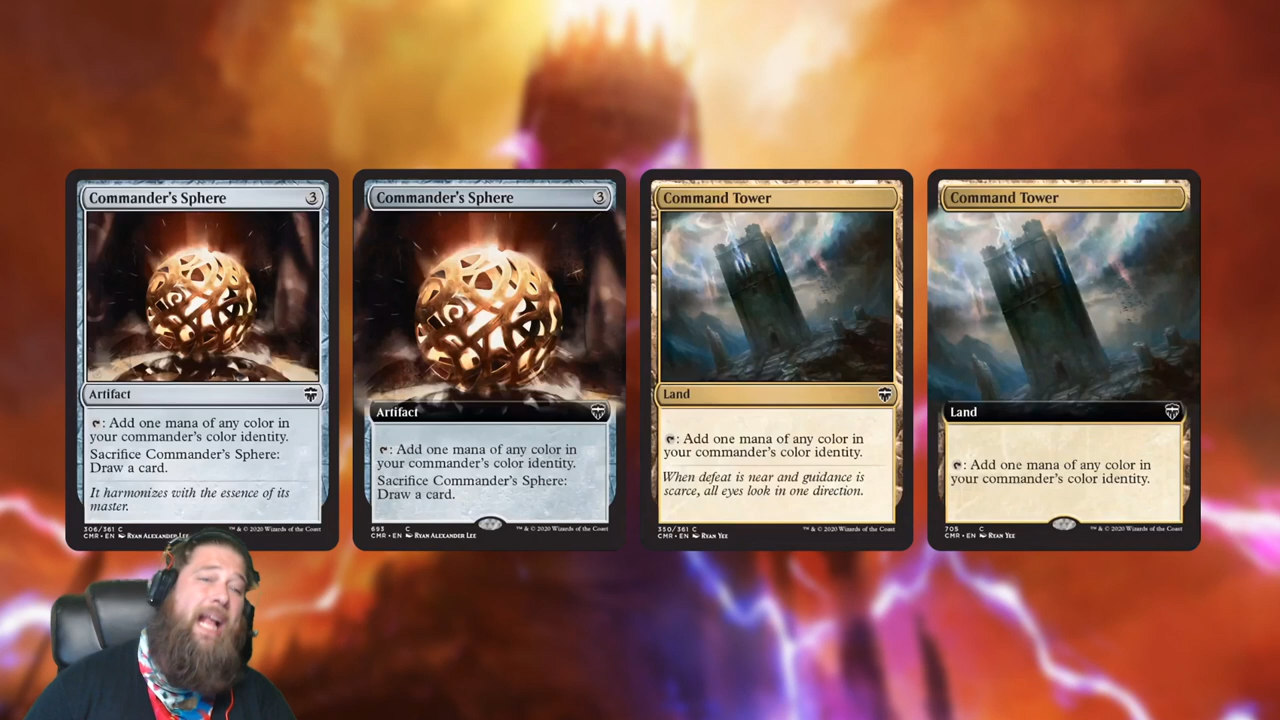 Commander's Sphere 3
Artifact
: Add one mana of any color in
your commander's color identity.
Sacrifice Commander's Sphere:
Draw a card.
It harmonizes with the essence of its
master.
306/361 C
™ & © 2020 Wizards of the Coast
CMR • EN Ryan Alexander Lee
Commander's Sphere 3
Artifact
: Add one mana of any color in
your commander's color identity.
Sacrifice Commander's Sphere:
Draw a card.
693 C
™ & © 2020 Wizards of the Coast
CMR • EN Ryan Alexander Lee
Command Tower
Land
: Add one mana of any color in
your commander's color identity.
When defeat is near and guidance is
scarce, all eyes look in one direction.
350/361 C
™ & © 2020 Wizards of the Coast
CMR • EN Ryan Yee
Command Tower
Land
: Add one mana of any color in
your commander's color identity.
705 C
™ & © 2020 Wizards of the Coast
CMR • EN Ryan Yee